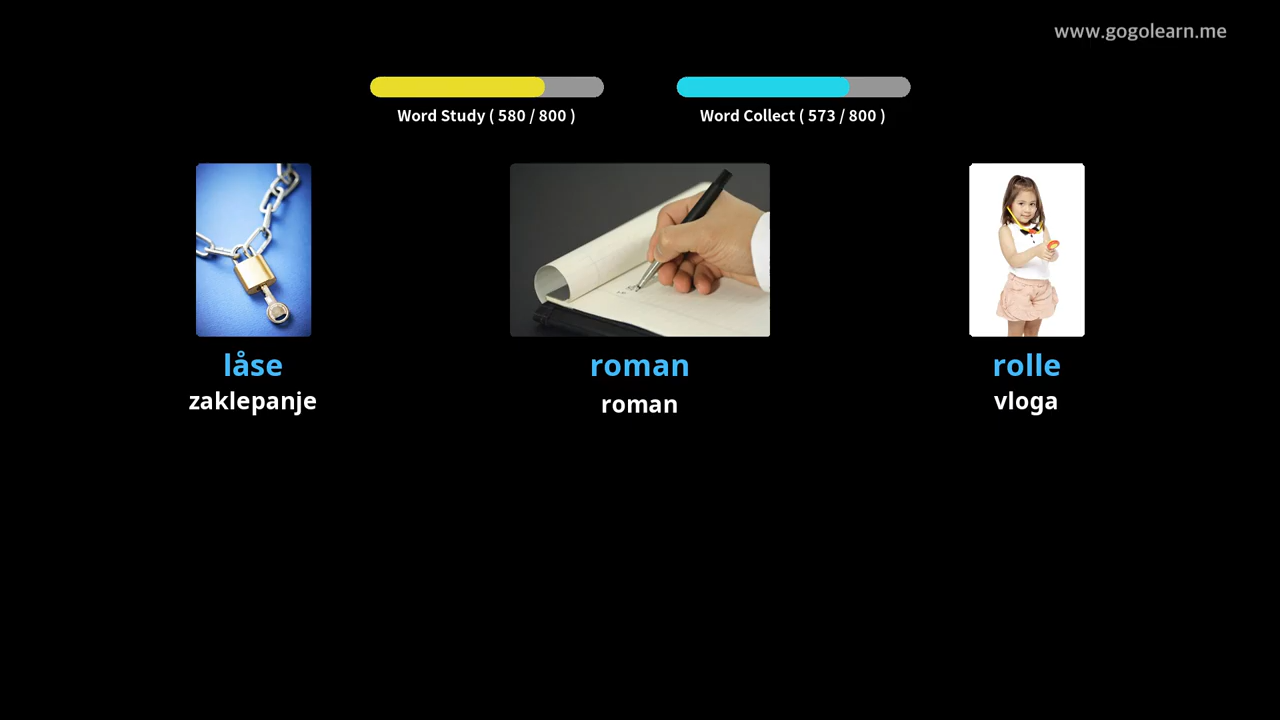 www.gogolearn.me
Word Study ( 580 / 800 )
Word Collect ( 573 / 800 )
låse
roman
rolle
zaklepanje
roman
vloga